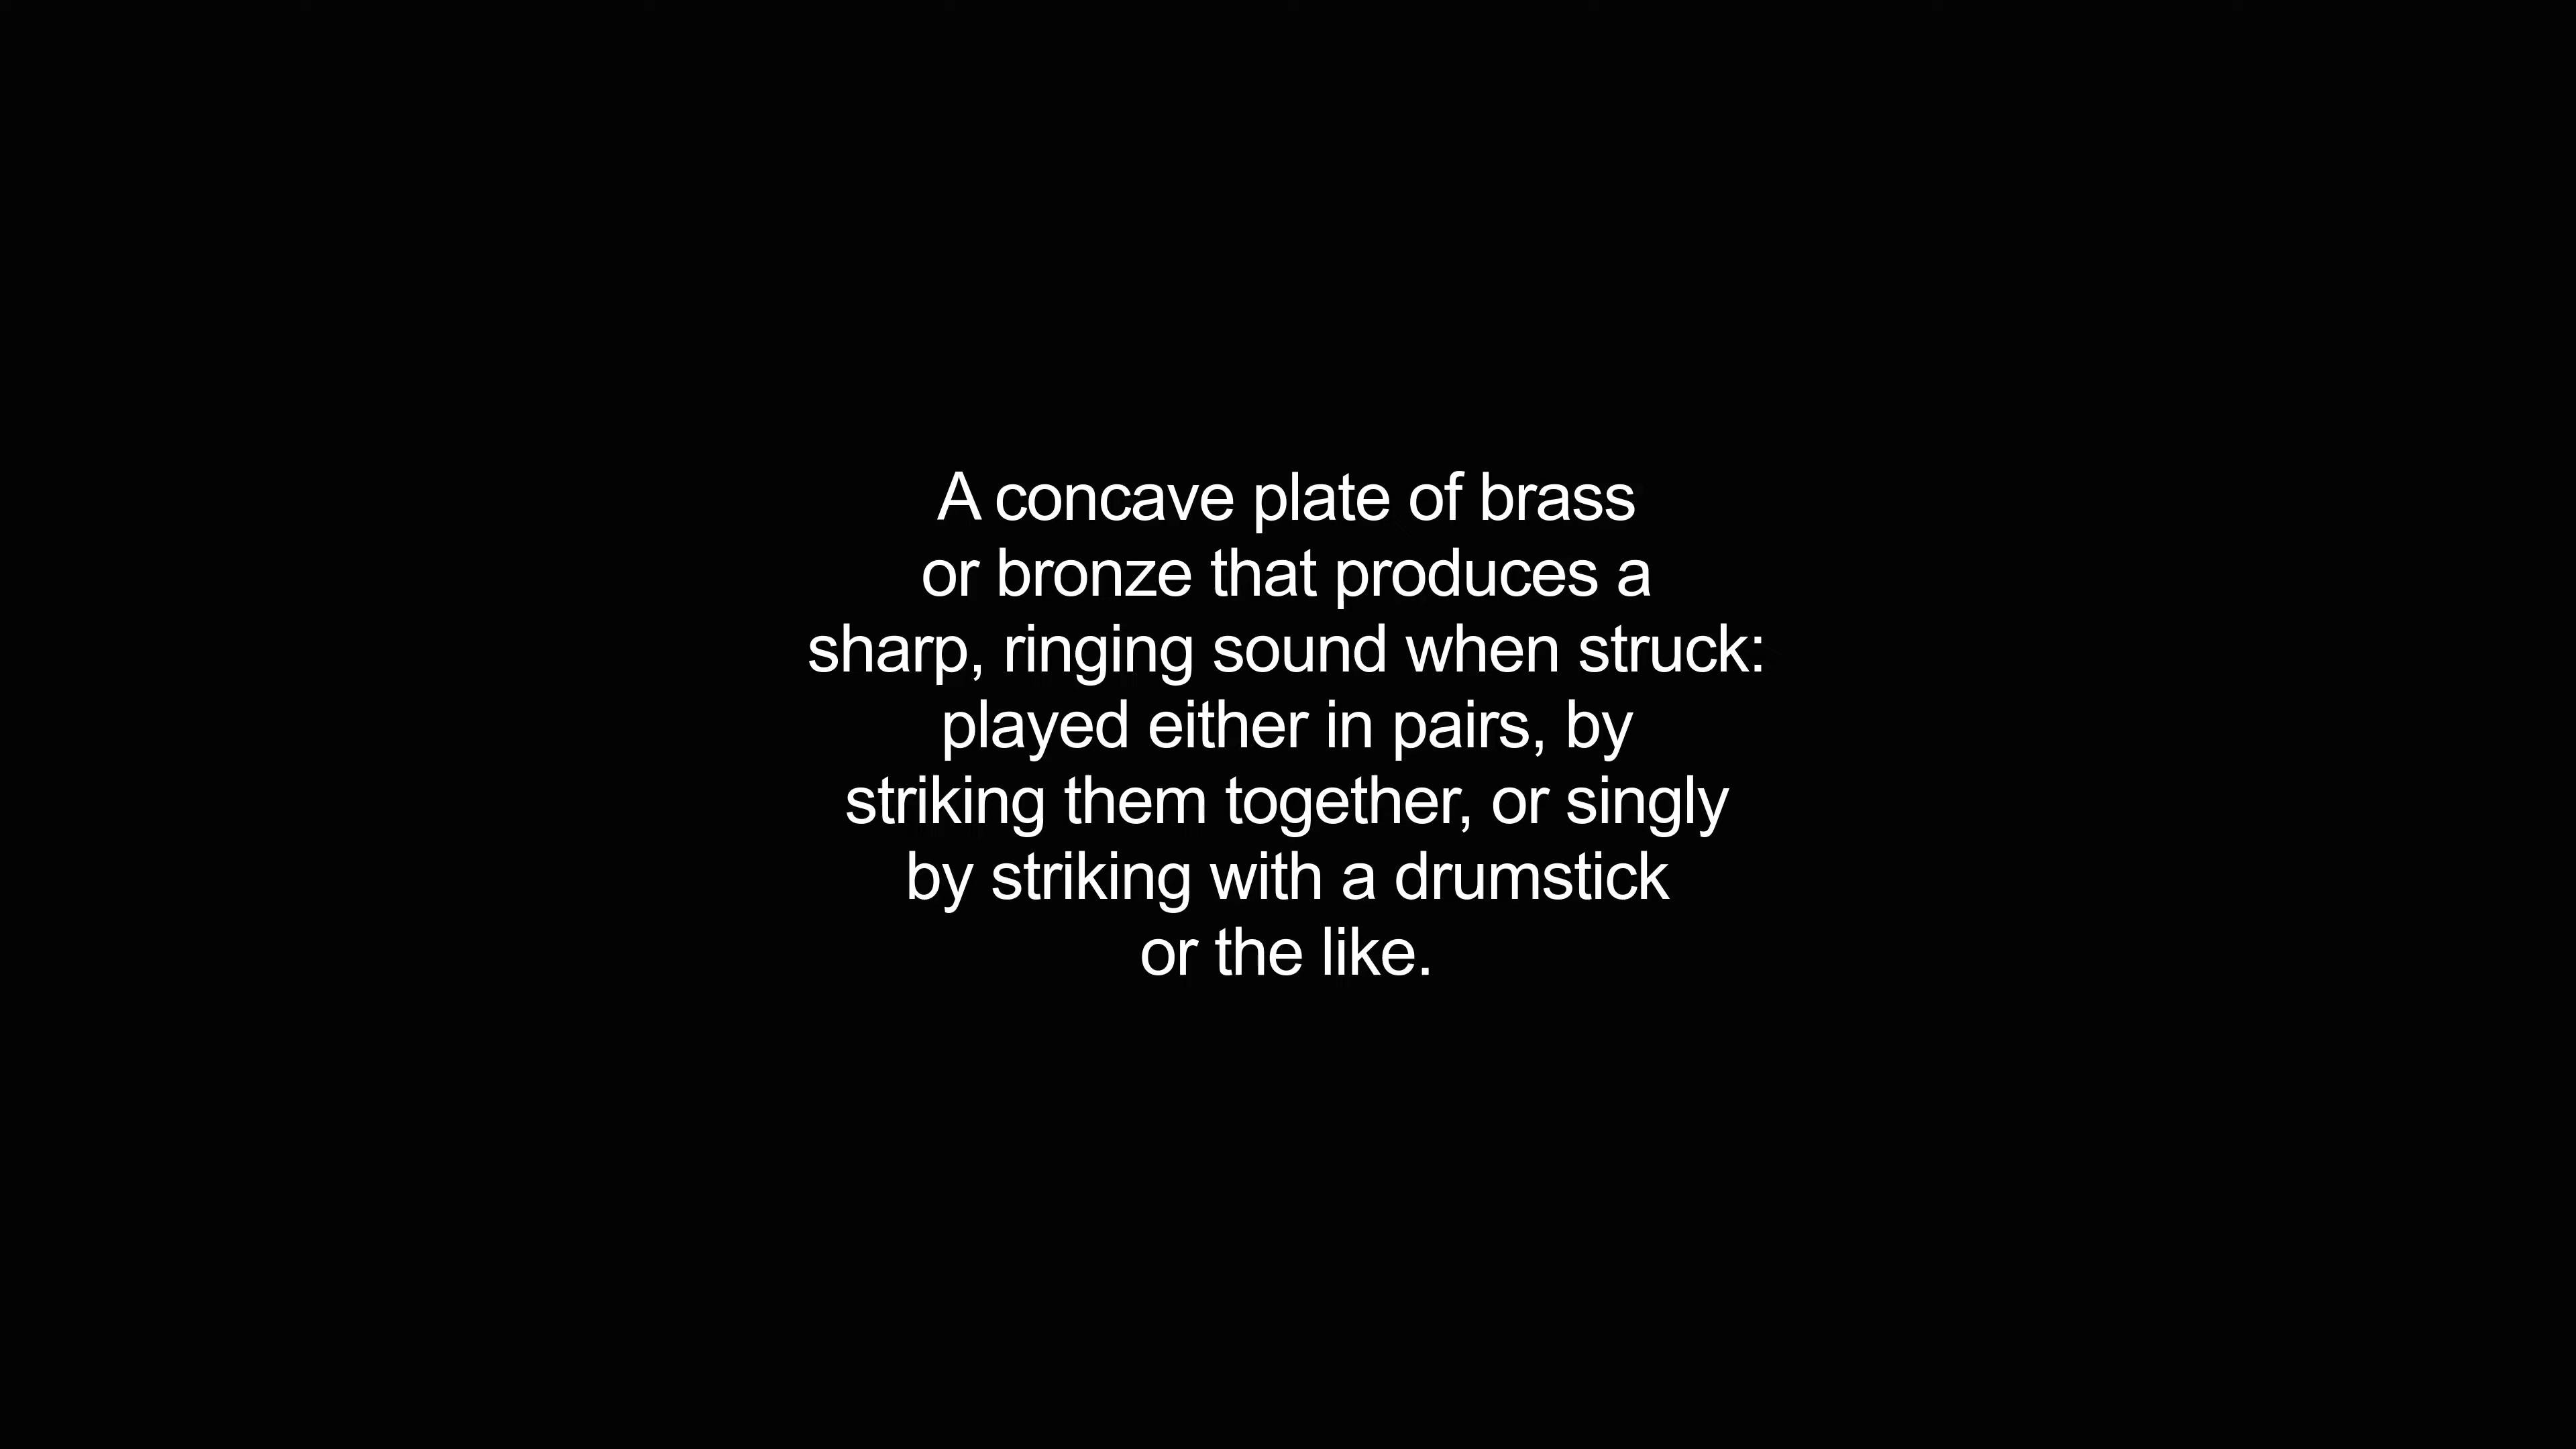 A concave plate of brass
or bronze that produces a
sharp, ringing sound when struck:
played either in pairs, by
striking them together, or singly
by striking with a drumstick
or the like.